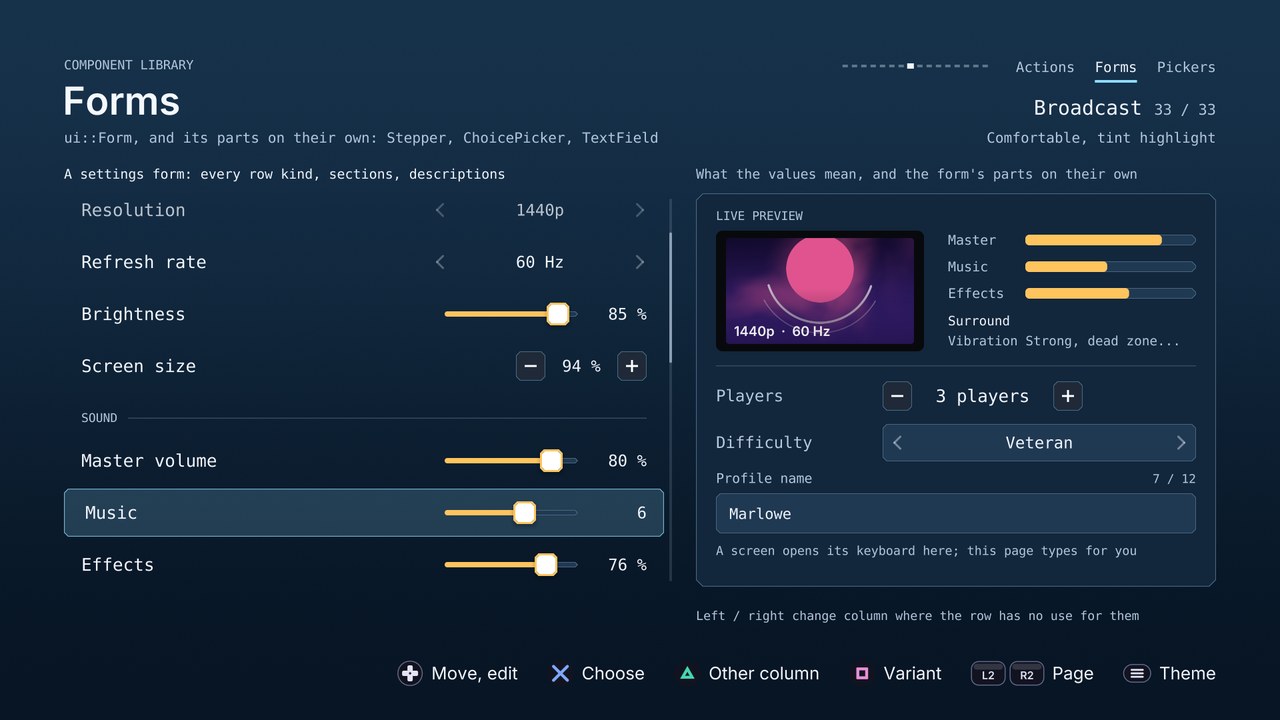 COMPONENT LIBRARY
Actions Forms Pickers
Forms
Broadcast 33 / 33
ui::Form, and its parts on their own: Stepper, ChoicePicker, TextField
Comfortable, tint highlight
A settings form: every row kind, sections, descriptions
Resolution 1440p
Refresh rate 60 Hz
Brightness 85 %
Screen size 94 %
SOUND
Master volume 80 %
Music 6
Effects 76 %
What the values mean, and the form's parts on their own
LIVE PREVIEW
1440p · 60 Hz
Master
Music
Effects
Surround
Vibration Strong, dead zone...
Players 3 players
Difficulty Veteran
Profile name 7 / 12
Marlowe
A screen opens its keyboard here; this page types for you
Left / right change column where the row has no use for them
Move, edit Choose Other column Variant L2 R2 Page Theme